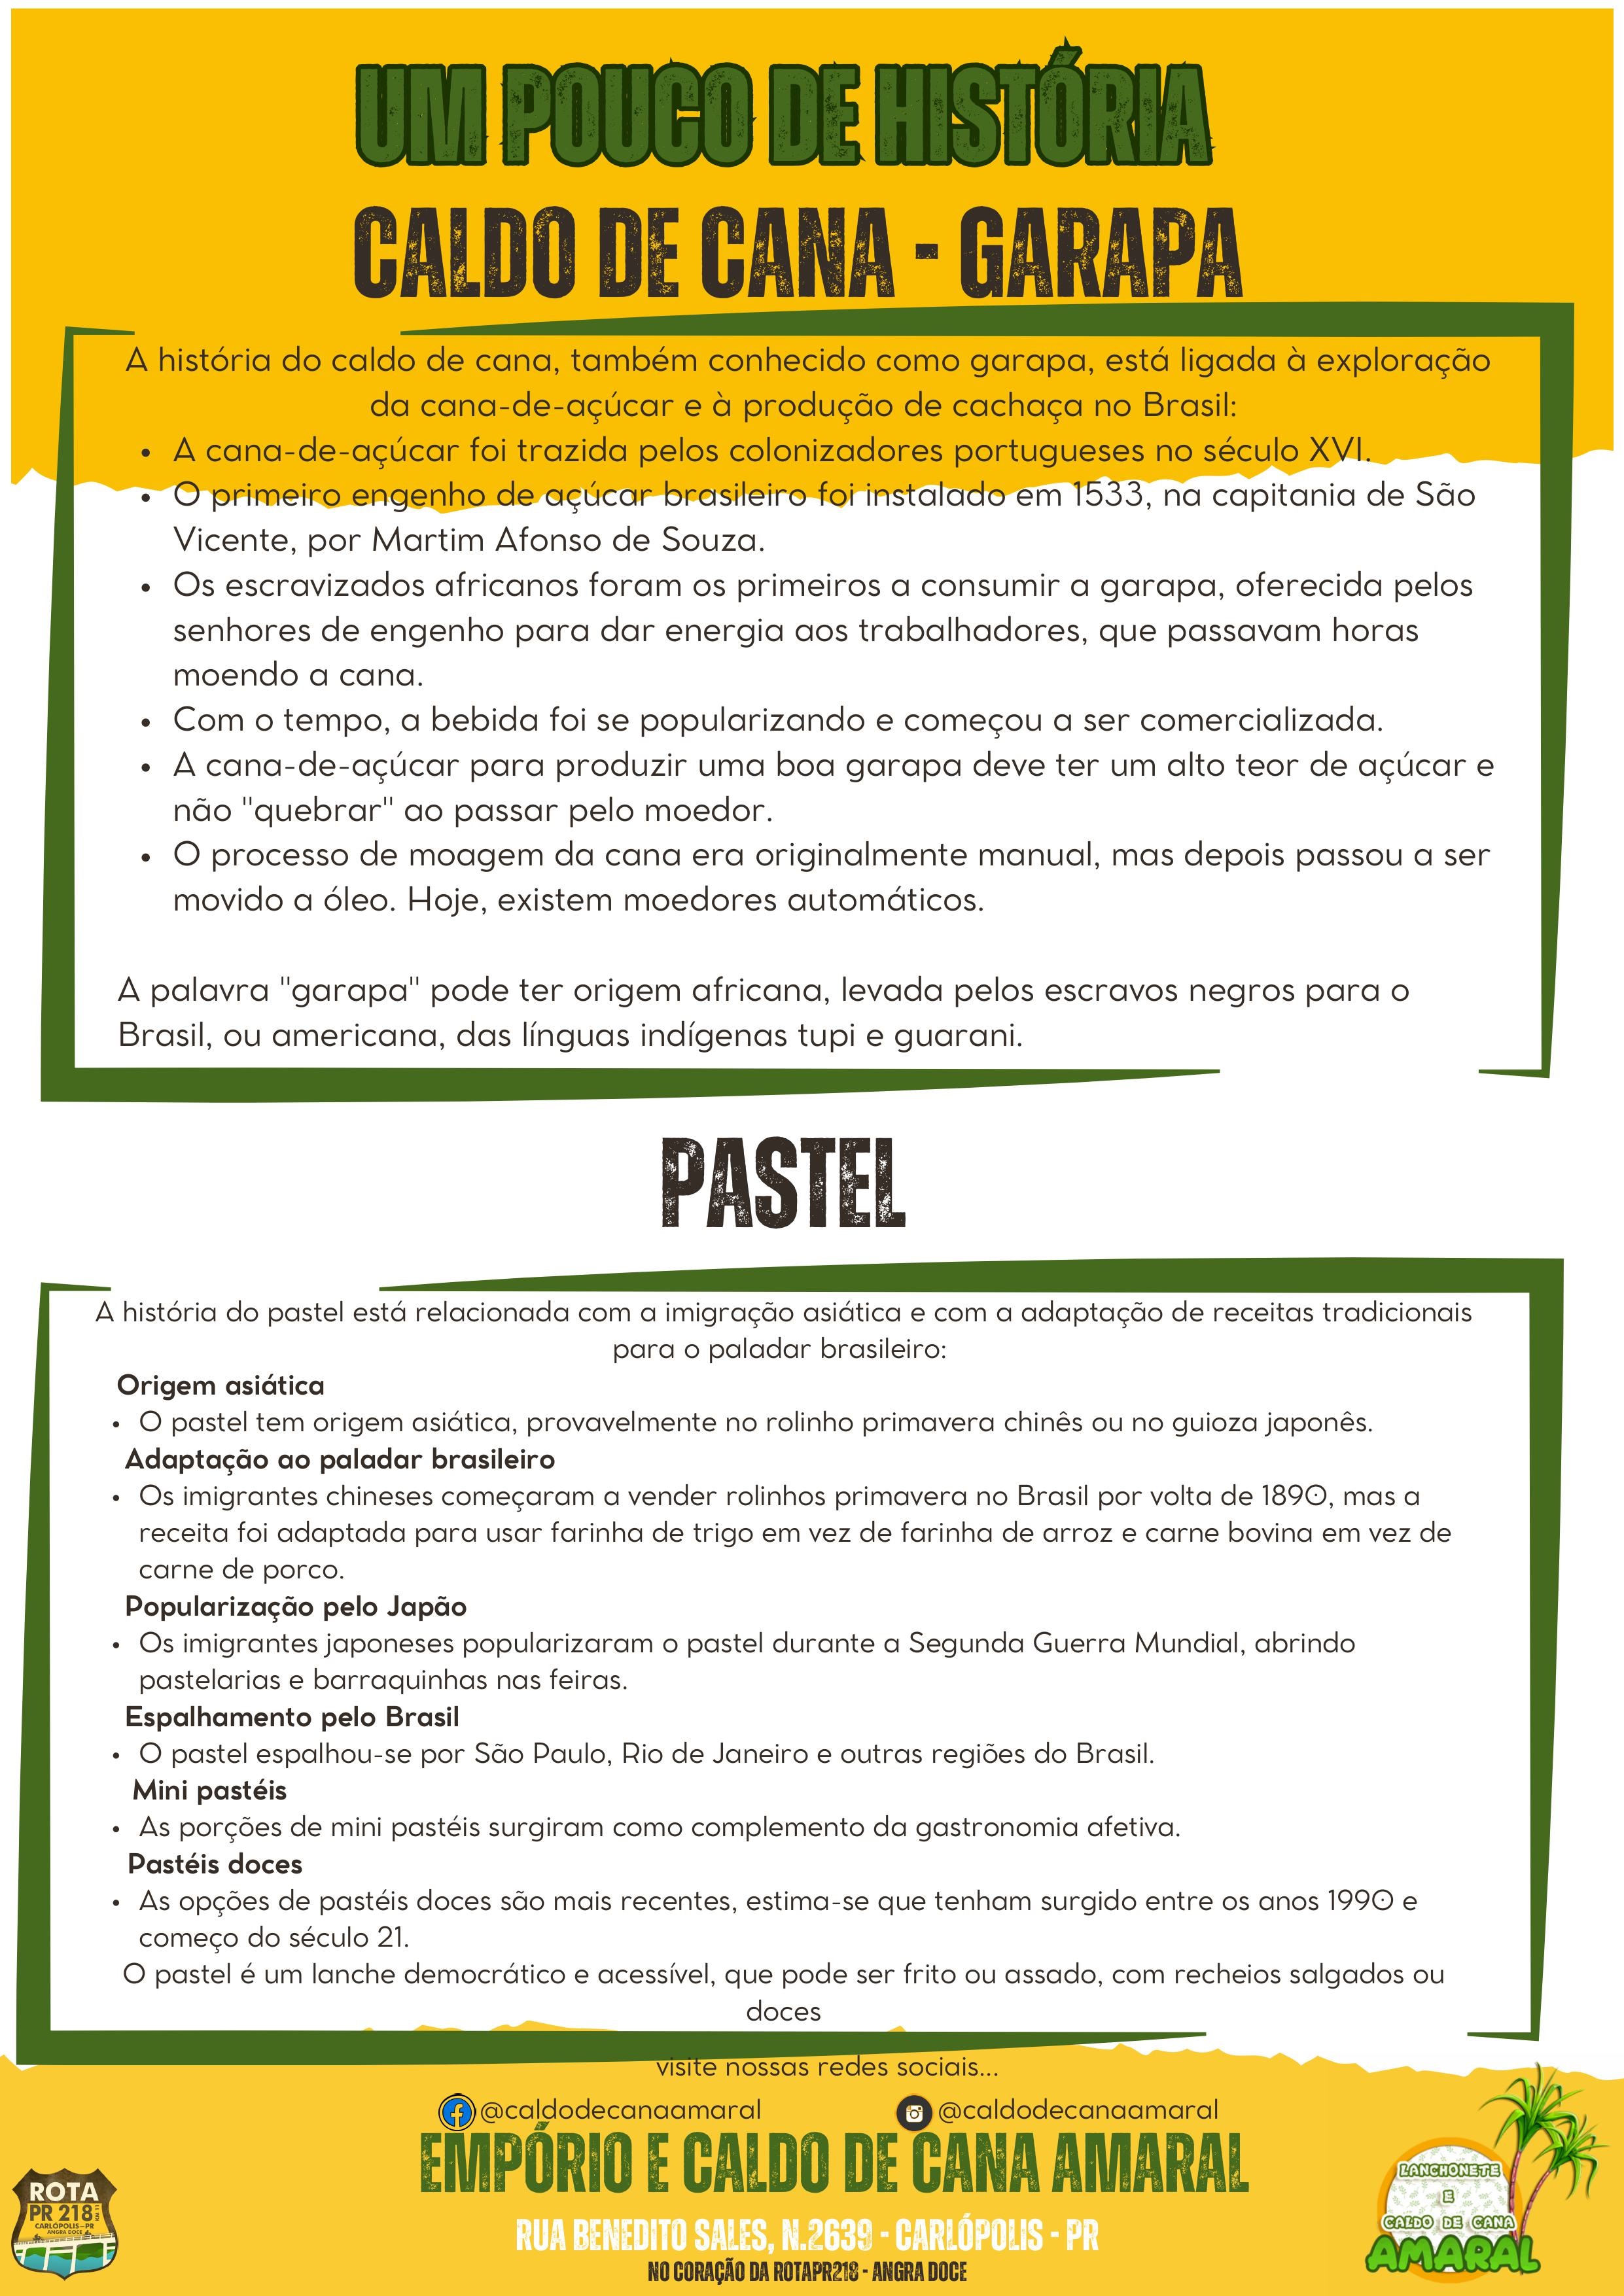 UM POUCO DE HISTÓRIA
CALDO DE CANA - GARAPA
A história do caldo de cana, também conhecido como garapa, está ligada à exploração
da cana-de-açúcar e à produção de cachaça no Brasil:
• A cana-de-açúcar foi trazida pelos colonizadores portugueses no século XVI.
• O primeiro engenho de açúcar brasileiro foi instalado em 1533, na capitania de São
Vicente, por Martim Afonso de Souza.
• Os escravizados africanos foram os primeiros a consumir a garapa, oferecida pelos
senhores de engenho para dar energia aos trabalhadores, que passavam horas
moendo a cana.
• Com o tempo, a bebida foi se popularizando e começou a ser comercializada.
• A cana-de-açúcar para produzir uma boa garapa deve ter um alto teor de açúcar e
não "quebrar" ao passar pelo moedor.
• O processo de moagem da cana era originalmente manual, mas depois passou a ser
movido a óleo. Hoje, existem moedores automáticos.
A palavra "garapa" pode ter origem africana, levada pelos escravos negros para o
Brasil, ou americana, das línguas indígenas tupi e guarani.
PASTEL
A história do pastel está relacionada com a imigração asiática e com a adaptação de receitas tradicionais
para o paladar brasileiro:
Origem asiática
• O pastel tem origem asiática, provavelmente no rolinho primavera chinês ou no guioza japonês.
Adaptação ao paladar brasileiro
• Os imigrantes chineses começaram a vender rolinhos primavera no Brasil por volta de 1890, mas a
receita foi adaptada para usar farinha de trigo em vez de farinha de arroz e carne bovina em vez de
carne de porco.
Popularização pelo Japão
• Os imigrantes japoneses popularizaram o pastel durante a Segunda Guerra Mundial, abrindo
pastelarias e barraquinhas nas feiras.
Espalhamento pelo Brasil
• O pastel espalhou-se por São Paulo, Rio de Janeiro e outras regiões do Brasil.
Mini pastéis
• As porções de mini pastéis surgiram como complemento da gastronomia afetiva.
Pastéis doces
• As opções de pastéis doces são mais recentes, estima-se que tenham surgido entre os anos 1990 e
começo do século 21.
O pastel é um lanche democrático e acessível, que pode ser frito ou assado, com recheios salgados ou
doces
visite nossas redes sociais...
@caldodecanaamaral
@caldodecanaamaral
EMPÓRIO E CALDO DE CANA AMARAL
RUA BENEDITO SALES, N.2639 - CARLÓPOLIS - PR
NO CORAÇÃO DA ROTAPR218 - ANGRA DOCE
ROTA
PR 218
CARLOPOLIS-PR
ANGRA DOCE
LANCHONETE
E
CALDO DE CANA
AMARAL